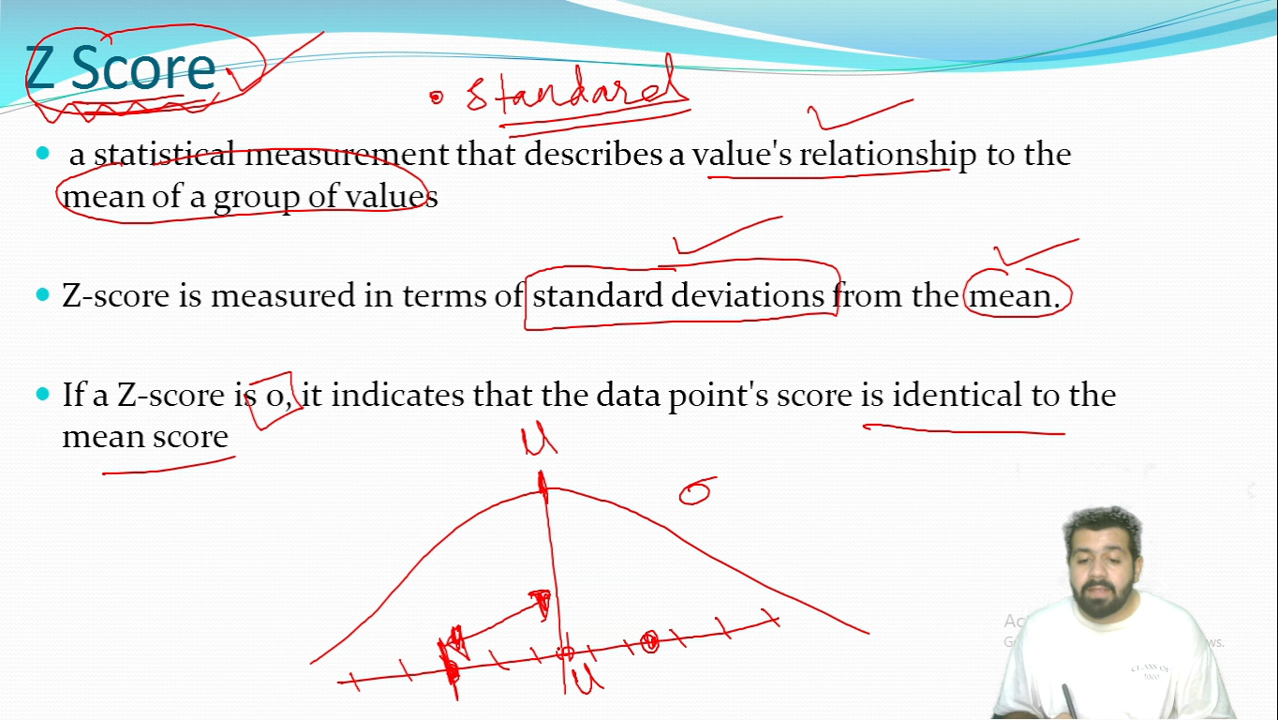 Z Score
• standard
• a statistical measurement that describes a value's relationship to the
mean of a group of values
• Z-score is measured in terms of standard deviations from the mean.
• If a Z-score is 0, it indicates that the data point's score is identical to the
mean score
μ
σ
μ
CLASS OF